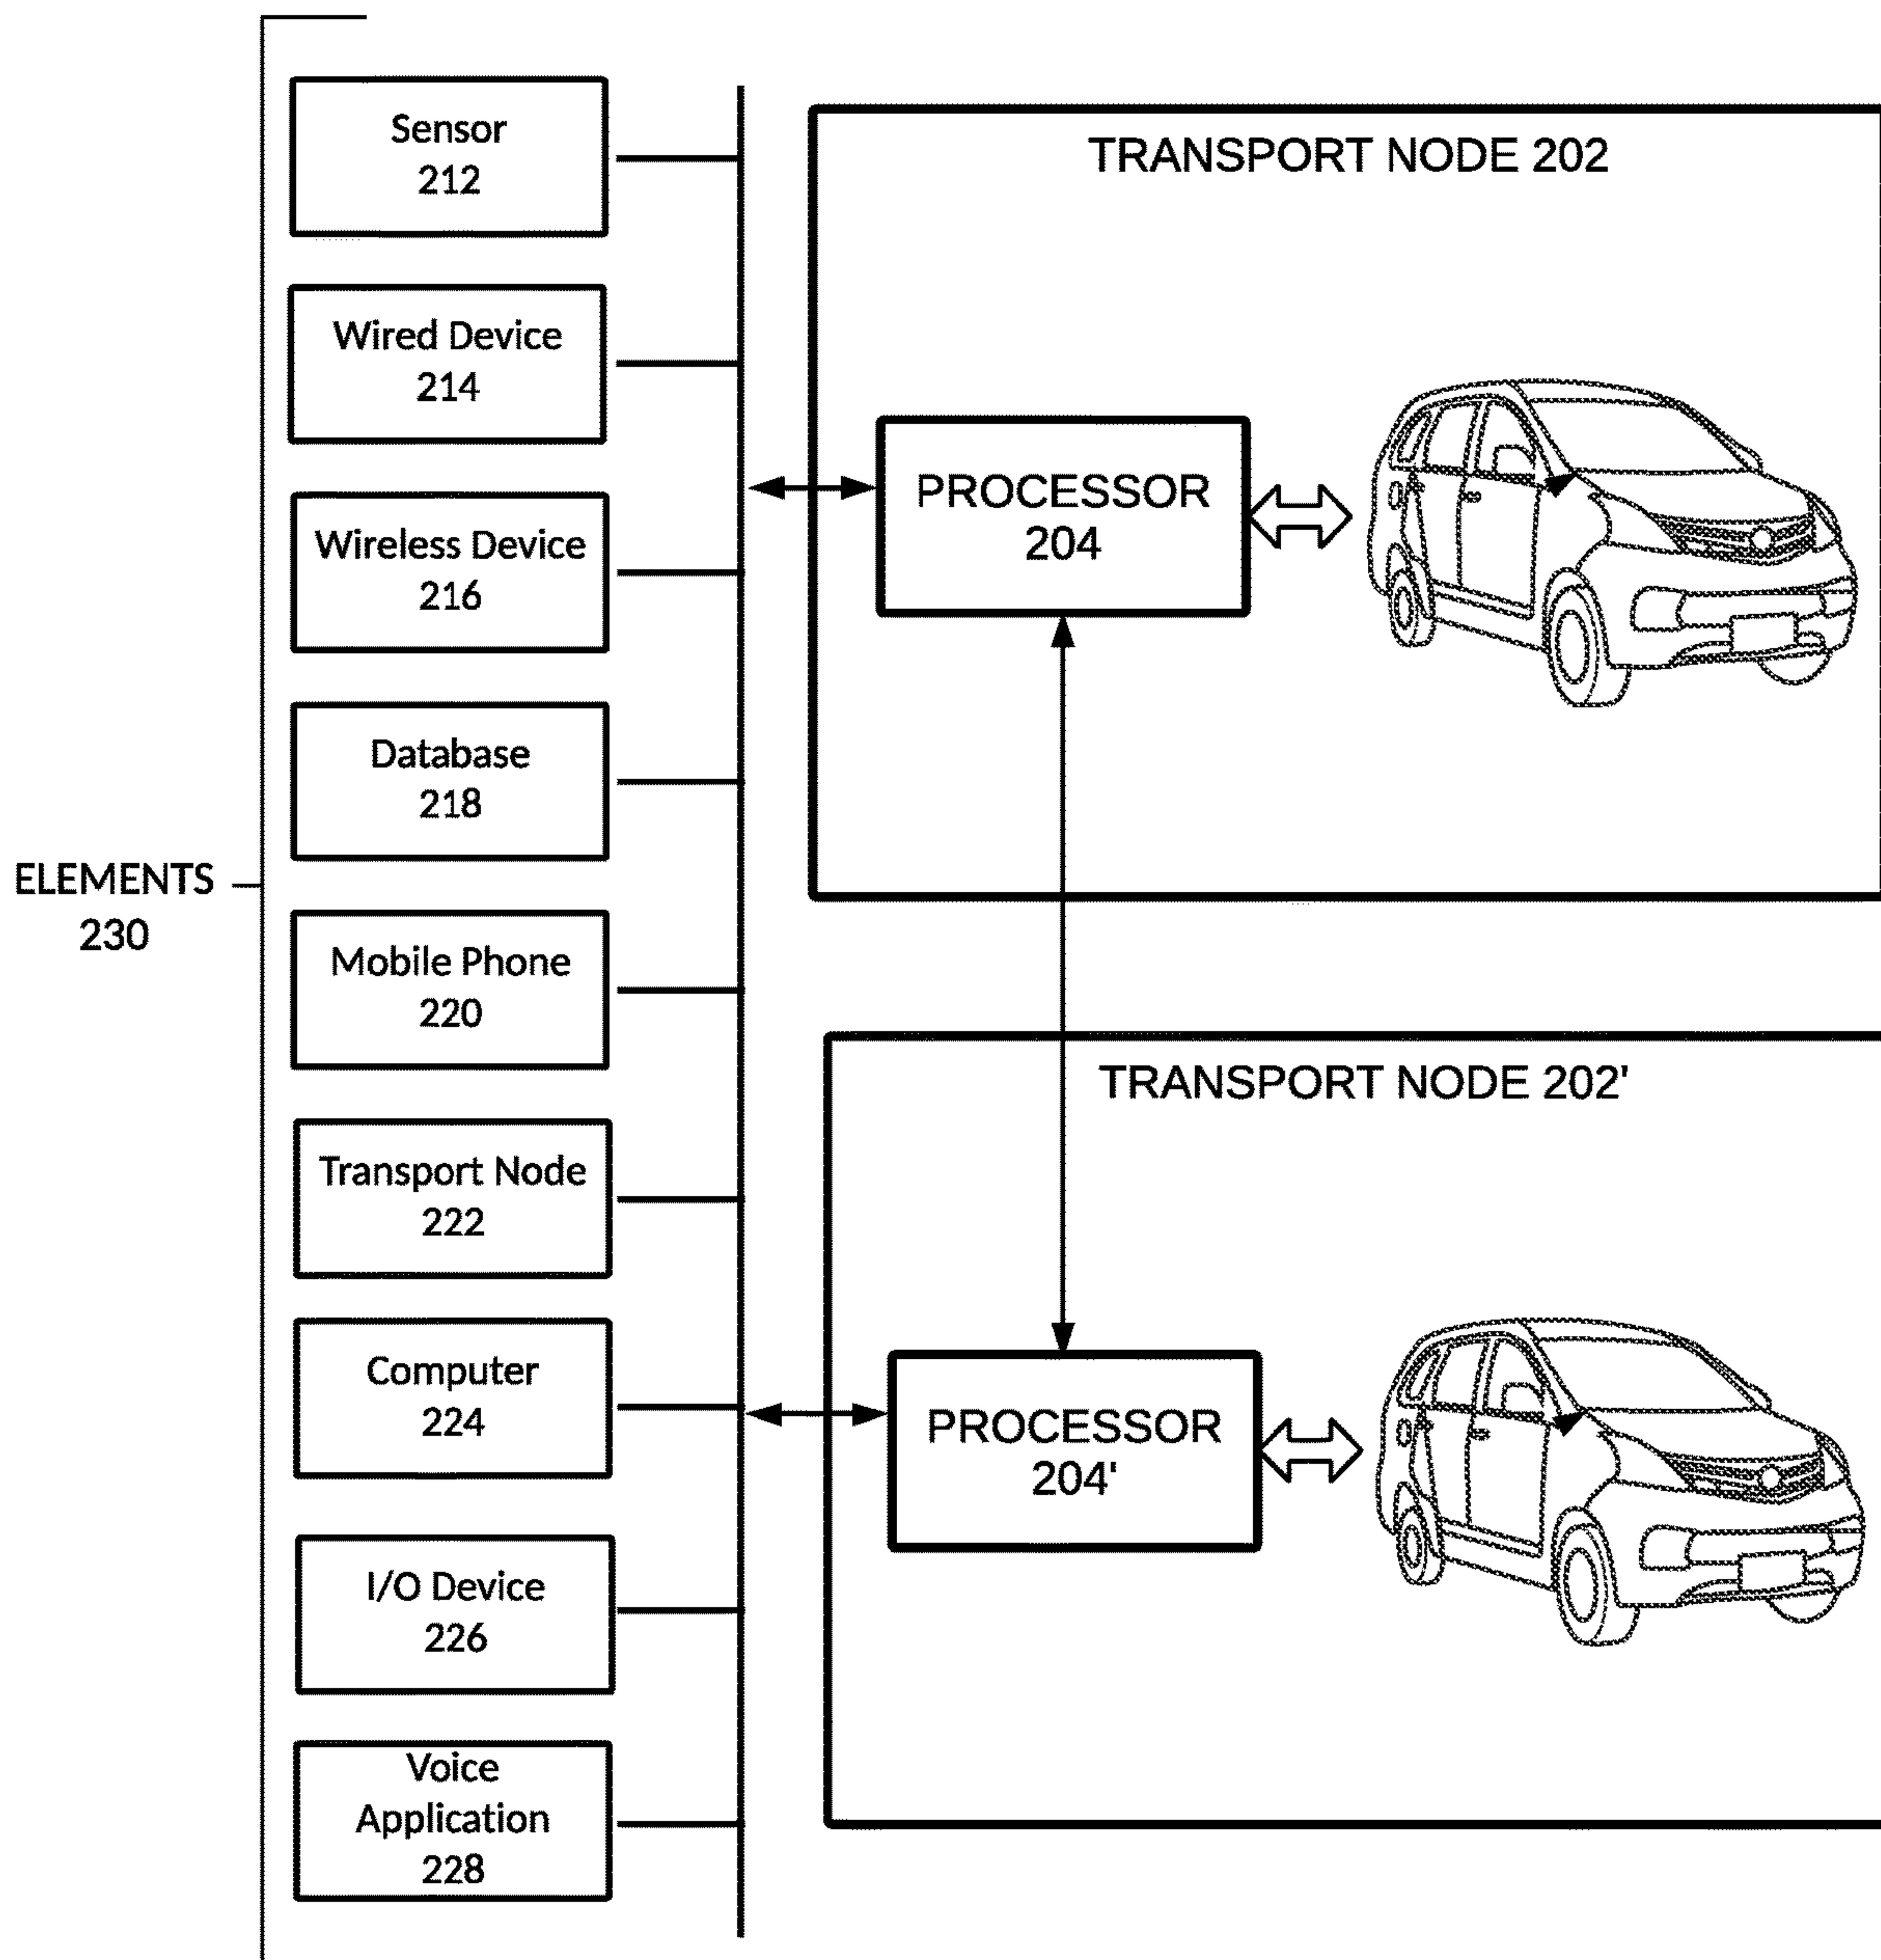 Sensor
212
Wired Device
214
Wireless Device
216
Database
218
ELEMENTS
230
Mobile Phone
220
Transport Node
222
Computer
224
I/O Device
226
Voice
Application
228
TRANSPORT NODE 202
PROCESSOR
204
TRANSPORT NODE 202'
PROCESSOR
204'